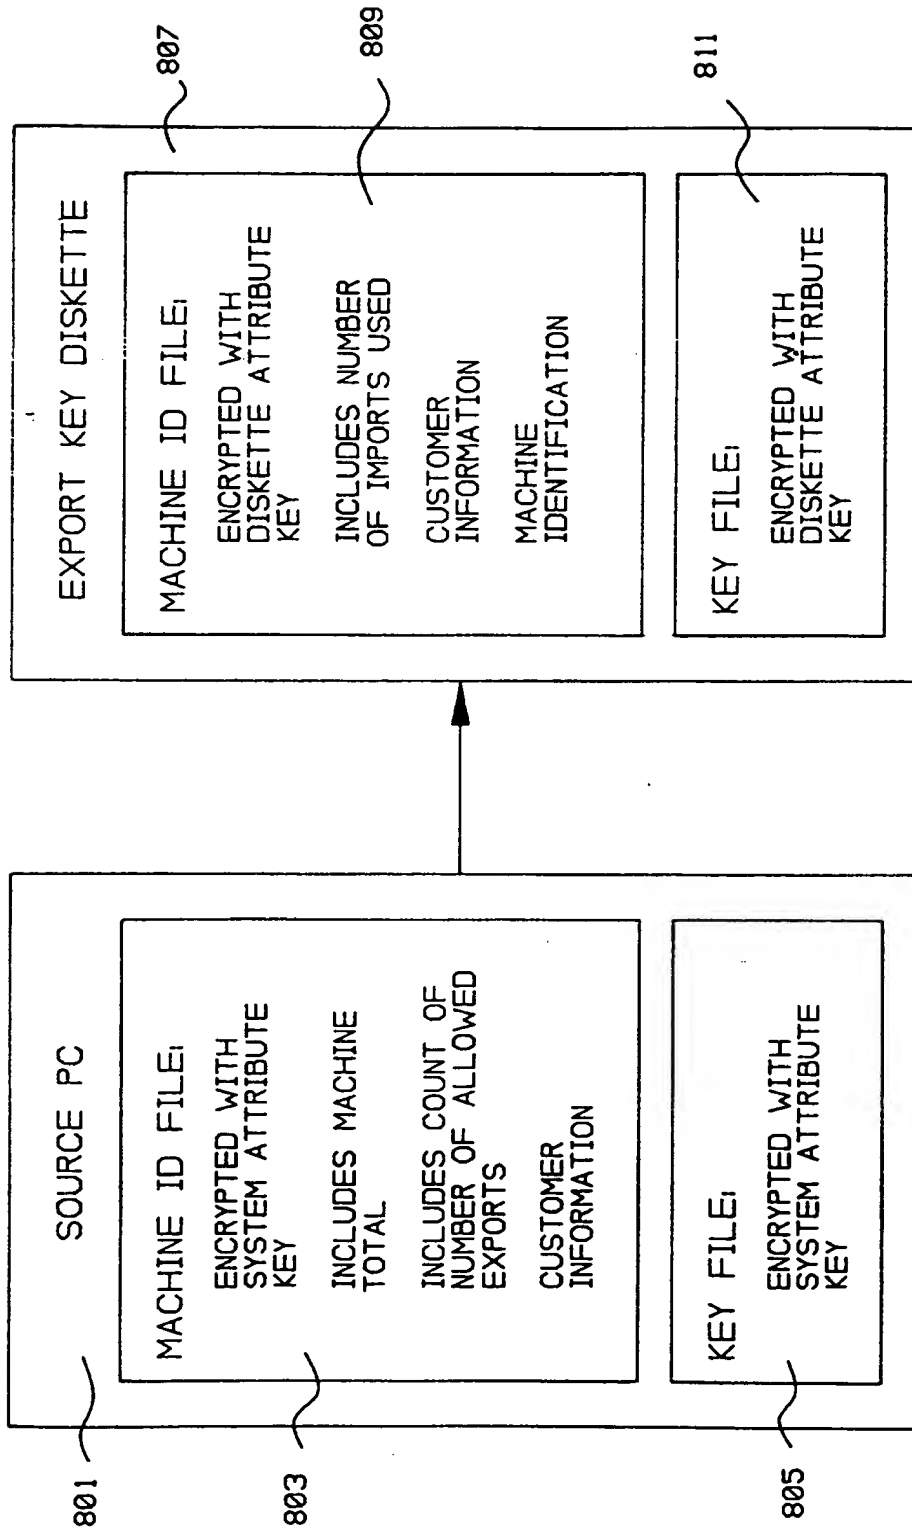 801
SOURCE PC
803
MACHINE ID FILE:
ENCRYPTED WITH
SYSTEM ATTRIBUTE
KEY
INCLUDES MACHINE
TOTAL
INCLUDES COUNT OF
NUMBER OF ALLOWED
EXPORTS
CUSTOMER
INFORMATION
805
KEY FILE:
ENCRYPTED WITH
SYSTEM ATTRIBUTE
KEY
EXPORT KEY DISKETTE
807
MACHINE ID FILE:
ENCRYPTED WITH
DISKETTE ATTRIBUTE
KEY
809
INCLUDES NUMBER
OF IMPORTS USED
CUSTOMER
INFORMATION
MACHINE
IDENTIFICATION
KEY FILE:
811
ENCRYPTED WITH
DISKETTE ATTRIBUTE
KEY